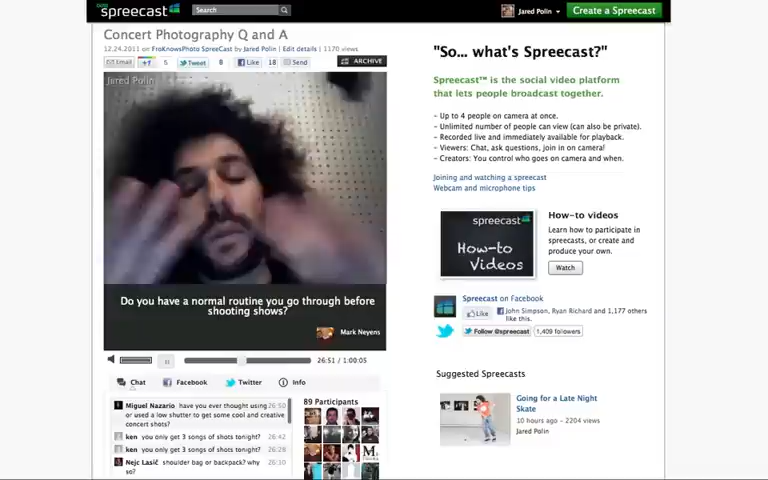 spreecast
Search
Jared Polin
Create a Spreecast
Concert Photography Q and A
12.24.2011 on FroKnowsPhoto SpreeCast by Jared Polin | Edit details | 1170 views
Email
+1
5
Tweet
8
Like
18
Send
ARCHIVE
Jared Polin
Do you have a normal routine you go through before
shooting shows?
Mark Neyens
26:51 / 1:00:05
Chat
Facebook
Twitter
Info
Miguel Nazario have you ever thought using 26:50
or used a low shutter to get some cool and creative
concert shots?
ken you only get 3 songs of shots tonight? 26:42
ken you only get 3 songs of shots tonight? 26:28
Nejc Lasič shoulder bag or backpack? why 26:10
so?
89 Participants
"So... what's Spreecast?"
Spreecast™ is the social video platform
that lets people broadcast together.
- Up to 4 people on camera at once.
- Unlimited number of people can view (can also be private).
- Recorded live and immediately available for playback.
- Viewers: Chat, ask questions, join in on camera!
- Creators: You control who goes on camera and when.
Joining and watching a spreecast
Webcam and microphone tips
spreecast
How-to
Videos
How-to videos
Learn how to participate in
spreecasts, or create and
produce your own.
Watch
Spreecast on Facebook
Like
John Simpson, Ryan Richard and 1,177 others
like this.
Follow @spreecast
1,409 followers
Suggested Spreecasts
Going for a Late Night
Skate
10 hours ago - 2204 views
Jared Polin